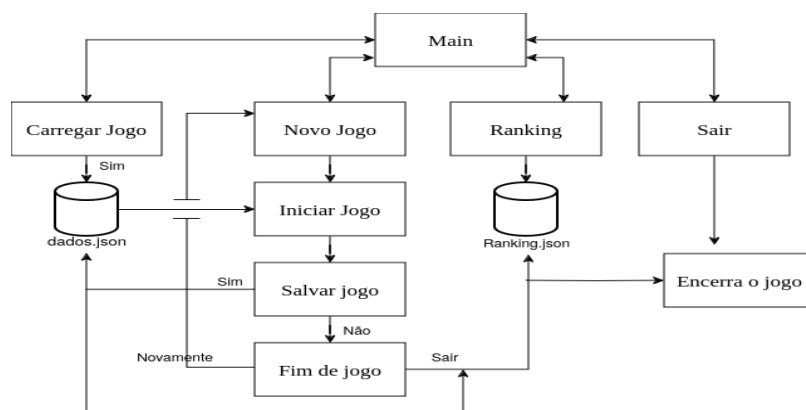 Main
Carregar Jogo
Novo Jogo
Ranking
Sair
Sim
Iniciar Jogo
dados.json
Ranking.json
Sim
Salvar jogo
Encerra o jogo
Não
Novamente
Fim de jogo
Sair